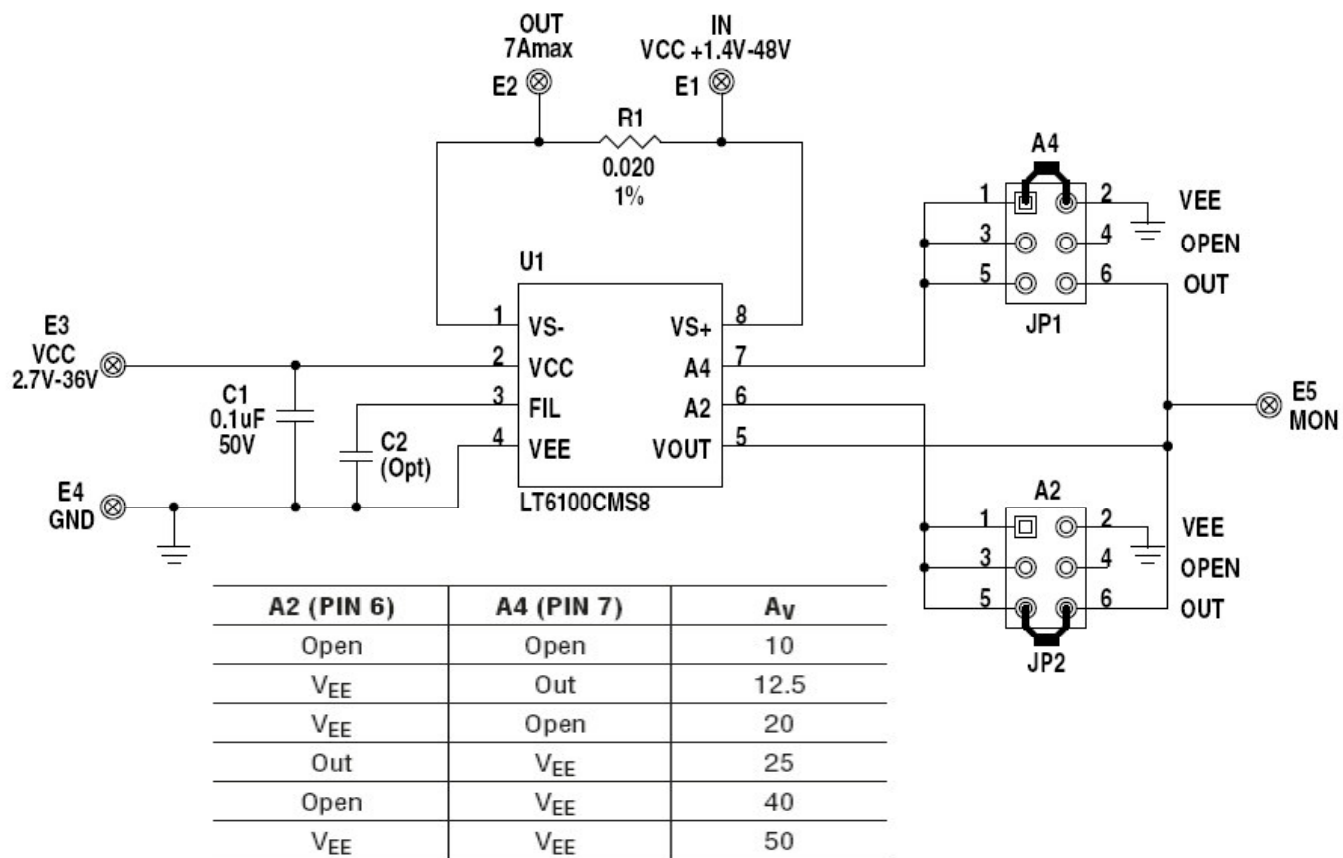 OUT
7Amax
E2
IN
VCC +1.4V-48V
E1
R1
0.020
1%
A4
1 2 VEE
3 4 OPEN
5 6 OUT
JP1
U1
1 VS- VS+ 8
2 VCC A4 7
3 FIL A2 6
4 VEE VOUT 5
LT6100CMS8
E3
VCC
2.7V-36V
C1
0.1uF
50V
C2
(Opt)
E4
GND
E5
MON
A2
1 2 VEE
3 4 OPEN
5 6 OUT
JP2
A2 (PIN 6) A4 (PIN 7) AV
Open Open 10
VEE Out 12.5
VEE Open 20
Out VEE 25
Open VEE 40
VEE VEE 50